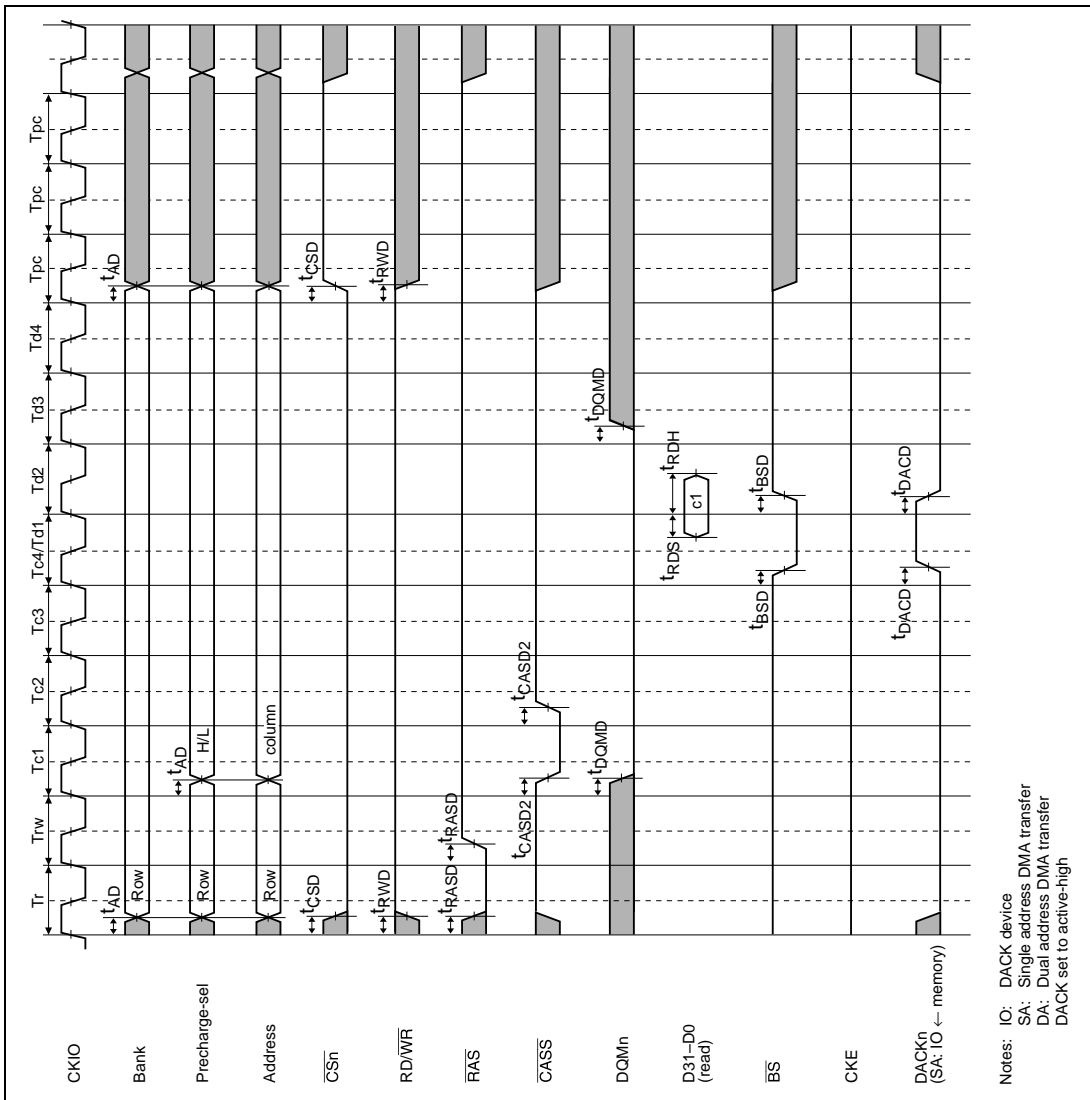 Tr
Trw
Tc1
Tc2
Tc3
Tc4/Td1
Td2
Td3
Td4
Tpc
Tpc
Tpc
CKIO
Bank
tAD
Row
tAD
Precharge-sel
Row
tAD
H/L
Address
Row
column
CSn
tCSD
tCSD
RD/WR
tRWD
tRWD
RAS
tRASD
tRASD
CASS
tCASD2
tCASD2
DQMn
tDQMD
tDQMD
D31–D0
(read)
tRDS
c1
tRDH
BS
tBSD
tBSD
CKE
DACKn
(SA: IO ← memory)
tDACD
tDACD
Notes: IO: DACK device
SA: Single address DMA transfer
DA: Dual address DMA transfer
DACK set to active-high